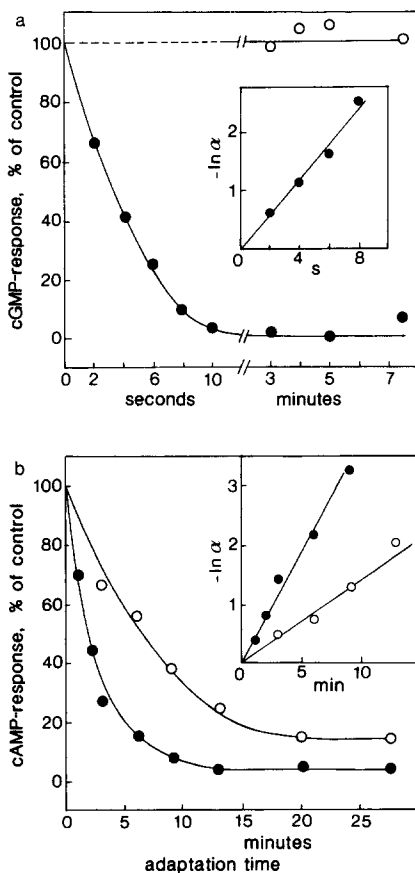 a
cGMP-response, % of control
100
80
60
40
20
0
0 2 4 6 8 10 3 5 7
seconds minutes
-ln α
2
1
0 4 8
s
b
cAMP-response, % of control
100
80
60
40
20
0
0 5 10 15 20 25
minutes
adaptation time
-ln α
3
2
1
0 5 10
min